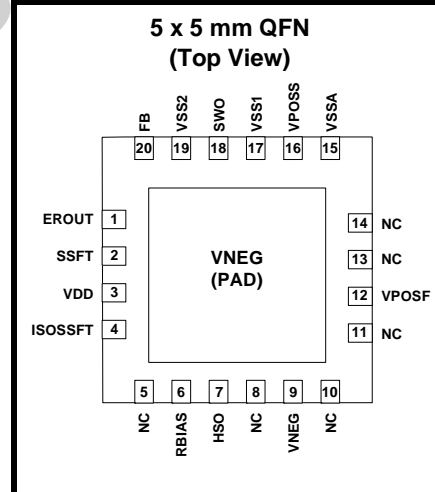 5 x 5 mm QFN
(Top View)
FB
VSS2
SWO
VSS1
VPOSS
VSSA
20 19 18 17 16 15
EROUT 1
SSFT 2
VDD 3
ISOSSFT 4
VNEG
(PAD)
14 NC
13 NC
12 VPOSF
11 NC
5 6 7 8 9 10
NC
RBIAS
HSO
NC
VNEG
NC